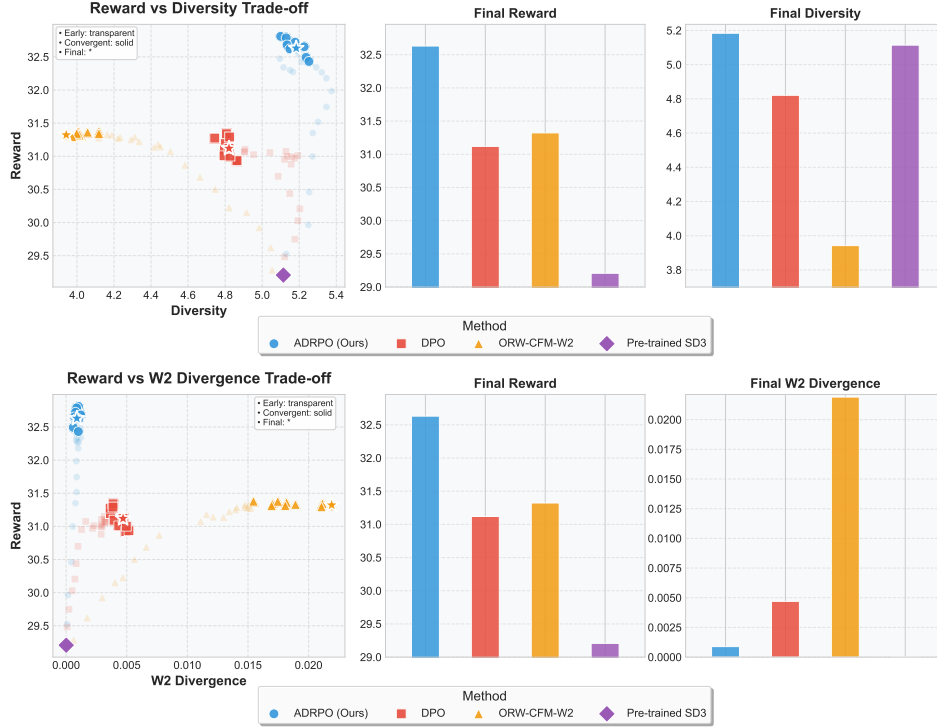 Reward vs Diversity Trade-off
• Early: transparent
• Convergent: solid
• Final: *
Reward
32.5
32.0
31.5
31.0
30.5
30.0
29.5
4.0 4.2 4.4 4.6 4.8 5.0 5.2 5.4
Diversity
Final Reward
32.5
32.0
31.5
31.0
30.5
30.0
29.5
29.0
Final Diversity
5.2
5.0
4.8
4.6
4.4
4.2
4.0
3.8
Method
ADRPO (Ours) DPO ORW-CFM-W2 Pre-trained SD3
Reward vs W2 Divergence Trade-off
• Early: transparent
• Convergent: solid
• Final: *
Reward
32.5
32.0
31.5
31.0
30.5
30.0
29.5
0.000 0.005 0.010 0.015 0.020
W2 Divergence
Final Reward
32.5
32.0
31.5
31.0
30.5
30.0
29.5
29.0
Final W2 Divergence
0.0200
0.0175
0.0150
0.0125
0.0100
0.0075
0.0050
0.0025
0.0000
Method
ADRPO (Ours) DPO ORW-CFM-W2 Pre-trained SD3